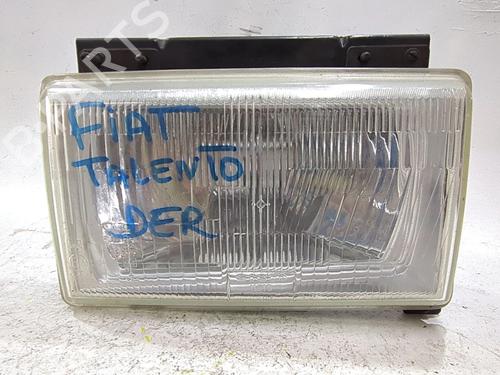 FIAT
TALENTO
DER